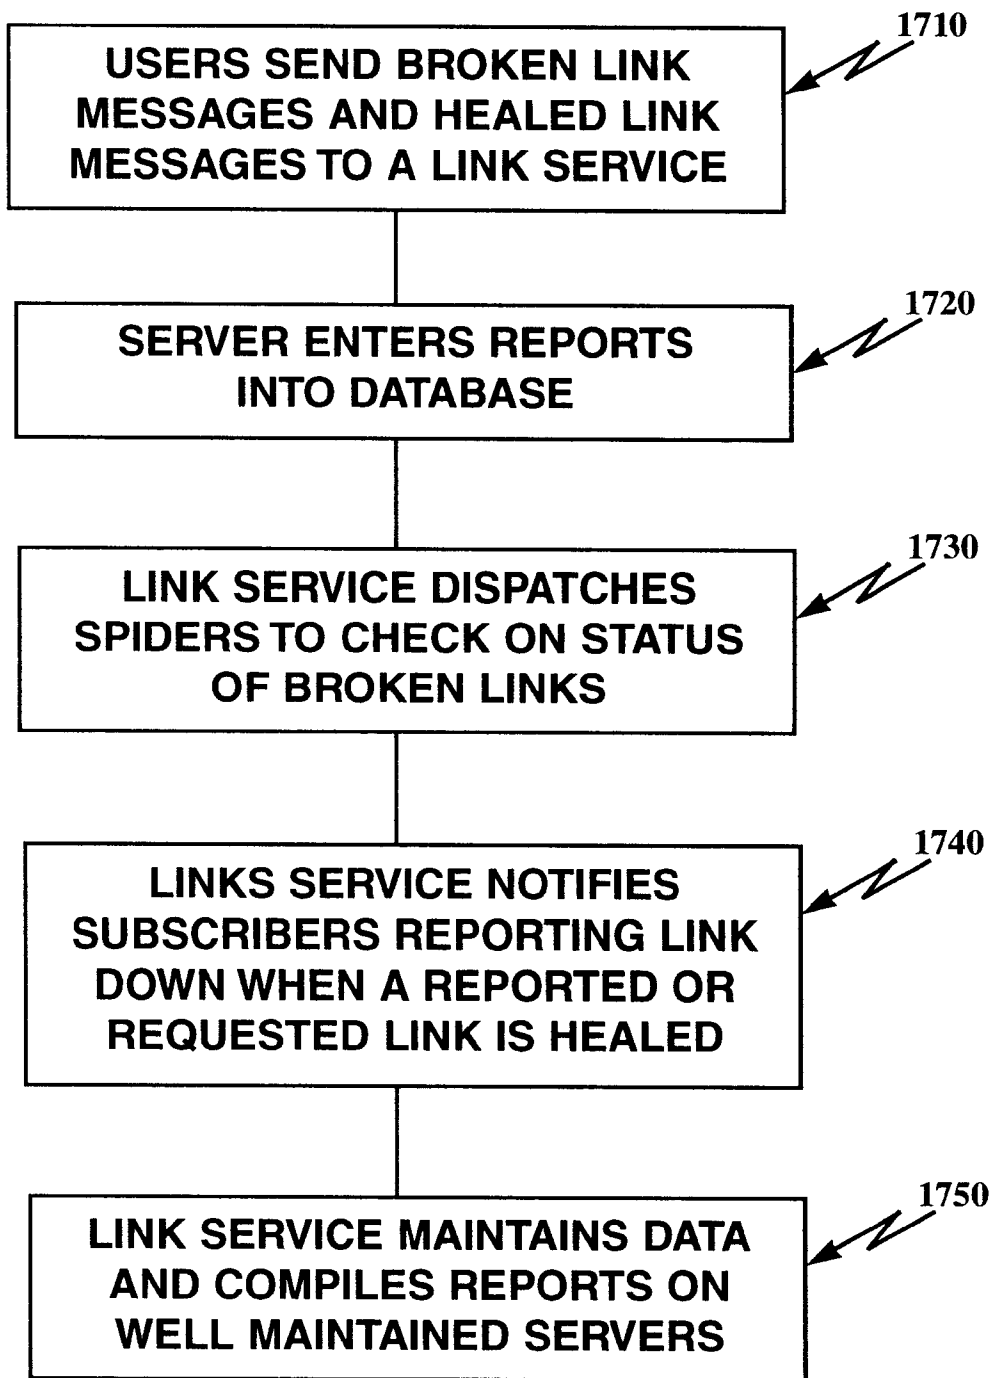 1710
USERS SEND BROKEN LINK
MESSAGES AND HEALED LINK
MESSAGES TO A LINK SERVICE
1720
SERVER ENTERS REPORTS
INTO DATABASE
1730
LINK SERVICE DISPATCHES
SPIDERS TO CHECK ON STATUS
OF BROKEN LINKS
1740
LINKS SERVICE NOTIFIES
SUBSCRIBERS REPORTING LINK
DOWN WHEN A REPORTED OR
REQUESTED LINK IS HEALED
1750
LINK SERVICE MAINTAINS DATA
AND COMPILES REPORTS ON
WELL MAINTAINED SERVERS